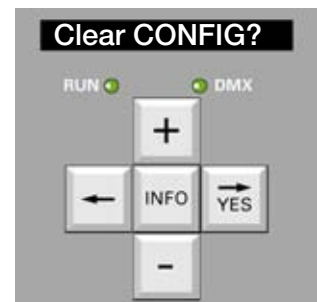 Clear CONFIG?
RUN DMX
+
← INFO → YES
-